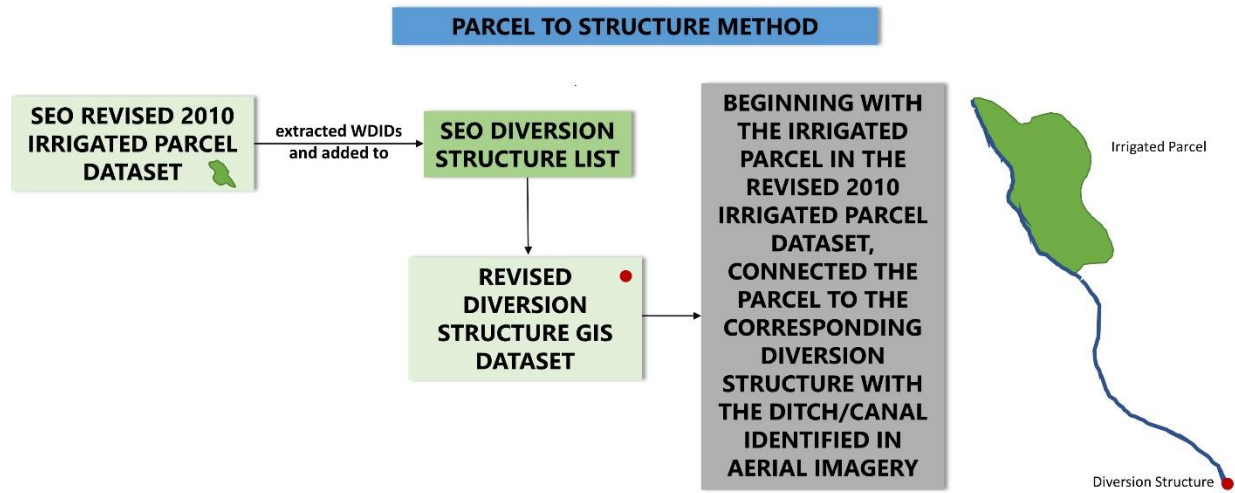 PARCEL TO STRUCTURE METHOD
SEO REVISED 2010
IRRIGATED PARCEL
DATASET
extracted WDIDs
and added to
SEO DIVERSION
STRUCTURE LIST
REVISED
DIVERSION
STRUCTURE GIS
DATASET
BEGINNING WITH
THE IRRIGATED
PARCEL IN THE
REVISED 2010
IRRIGATED PARCEL
DATASET,
CONNECTED THE
PARCEL TO THE
CORRESPONDING
DIVERSION
STRUCTURE WITH
THE DITCH/CANAL
IDENTIFIED IN
AERIAL IMAGERY
Irrigated Parcel
Diversion Structure